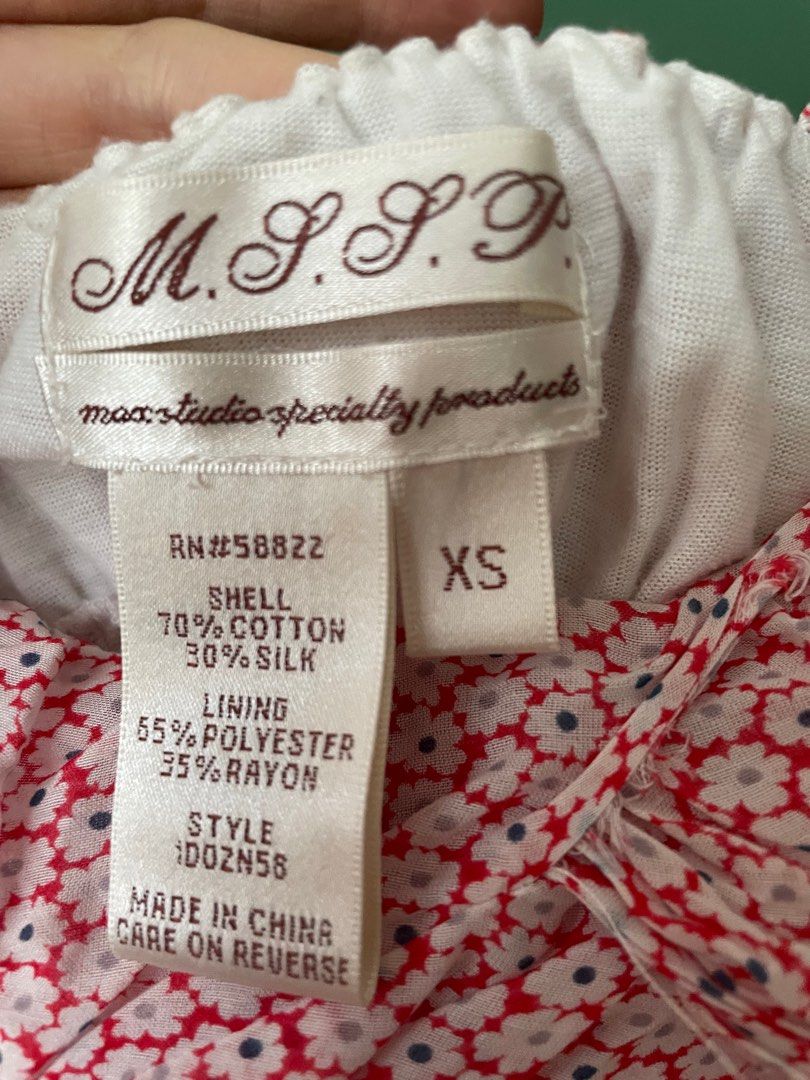 M.S.S.P.
max studio specialty products
RN#58822
XS
SHELL
70% COTTON
30% SILK
LINING
65% POLYESTER
35% RAYON
STYLE
MADE IN CHINA
CARE ON REVERSE